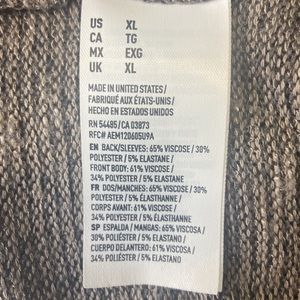 US XL
CA TG
MX EXG
UK XL
MADE IN UNITED STATES /
FABRIQUÉ AUX ÉTATS-UNIS /
HECHO EN ESTADOS UNIDOS
RN 54485/CA 03873
RFC# AEM120605U9A
EN BACK/SLEEVES: 65% VISCOSE / 30%
POLYESTER / 5% ELASTANE
FRONT BODY: 61% VISCOSE /
34% POLYESTER / 5% ELASTANE
FR DOS/MANCHES: 65% VISCOSE /
30% POLYESTER / 5% ÉLASTHANNE
CORPS AVANT: 61% VISCOSE /
34% POLYESTER / 5% ÉLASTHANNE
SP ESPALDA / MANGAS: 65% VISCOSA /
30% POLIÉSTER / 5% ELASTANO /
CUERPO DELANTERO: 61% VISCOSA /
34% POLIÉSTER / 5% ELASTANO